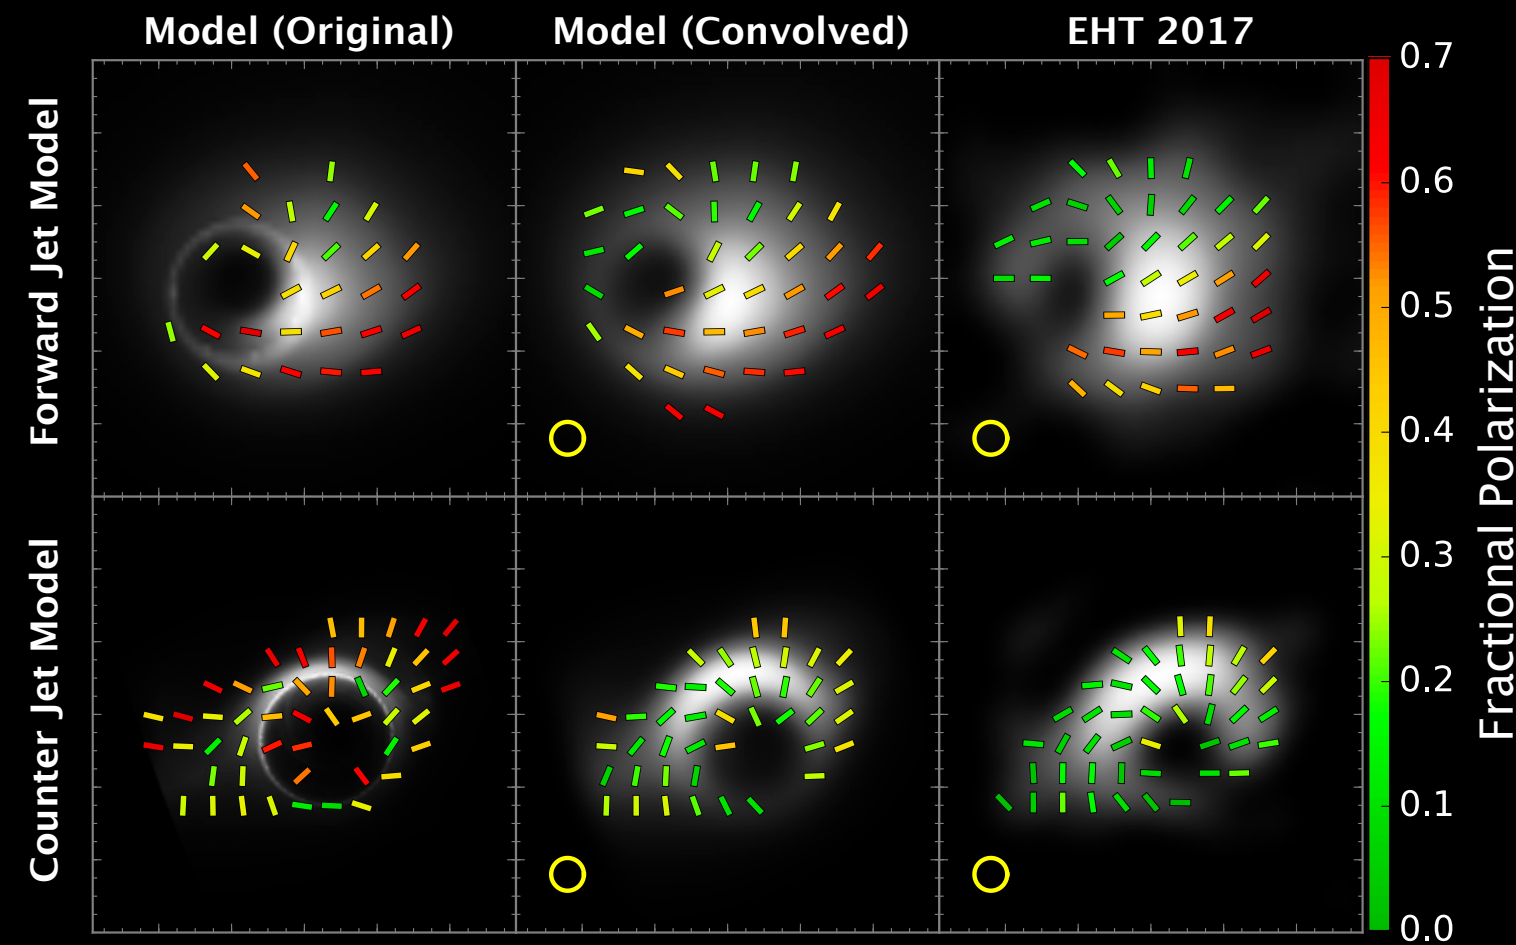 Model (Original) Model (Convolved) EHT 2017
Forward Jet Model
Counter Jet Model
0.7
0.6
0.5
0.4
0.3
0.2
0.1
0.0
Fractional Polarization